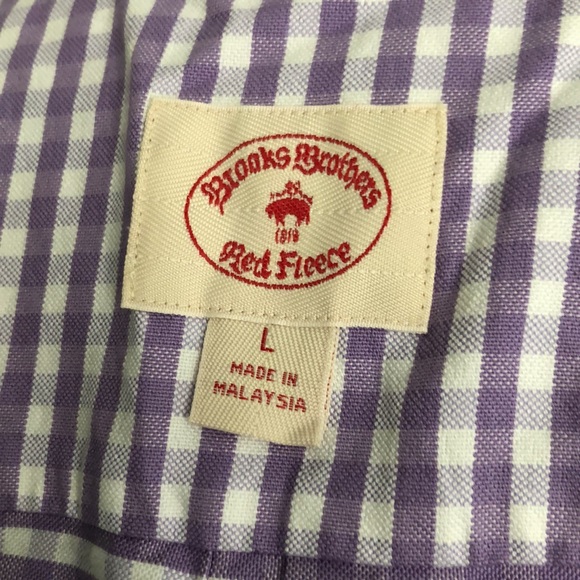 Brooks Brothers
1818
Red Fleece
L
MADE IN
MALAYSIA